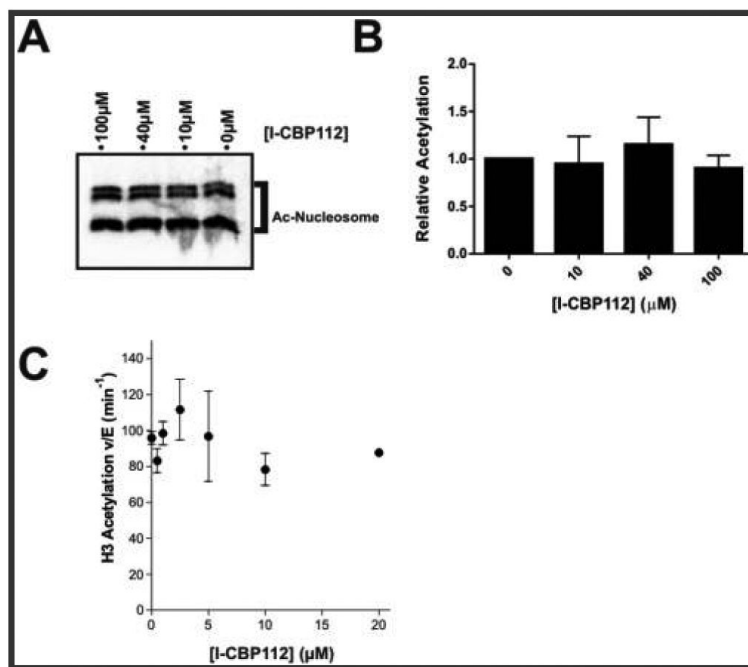 A
•100µM
•40µM
•10µM
•0µM
[I-CBP112]
Ac-Nucleosome
B
Relative Acetylation
2.0
1.5
1.0
0.5
0.0
0
10
40
100
[I-CBP112] (µM)
C
H3 Acetylation v/E (min⁻¹)
140
120
100
80
60
40
20
0
0
5
10
15
20
[I-CBP112] (µM)